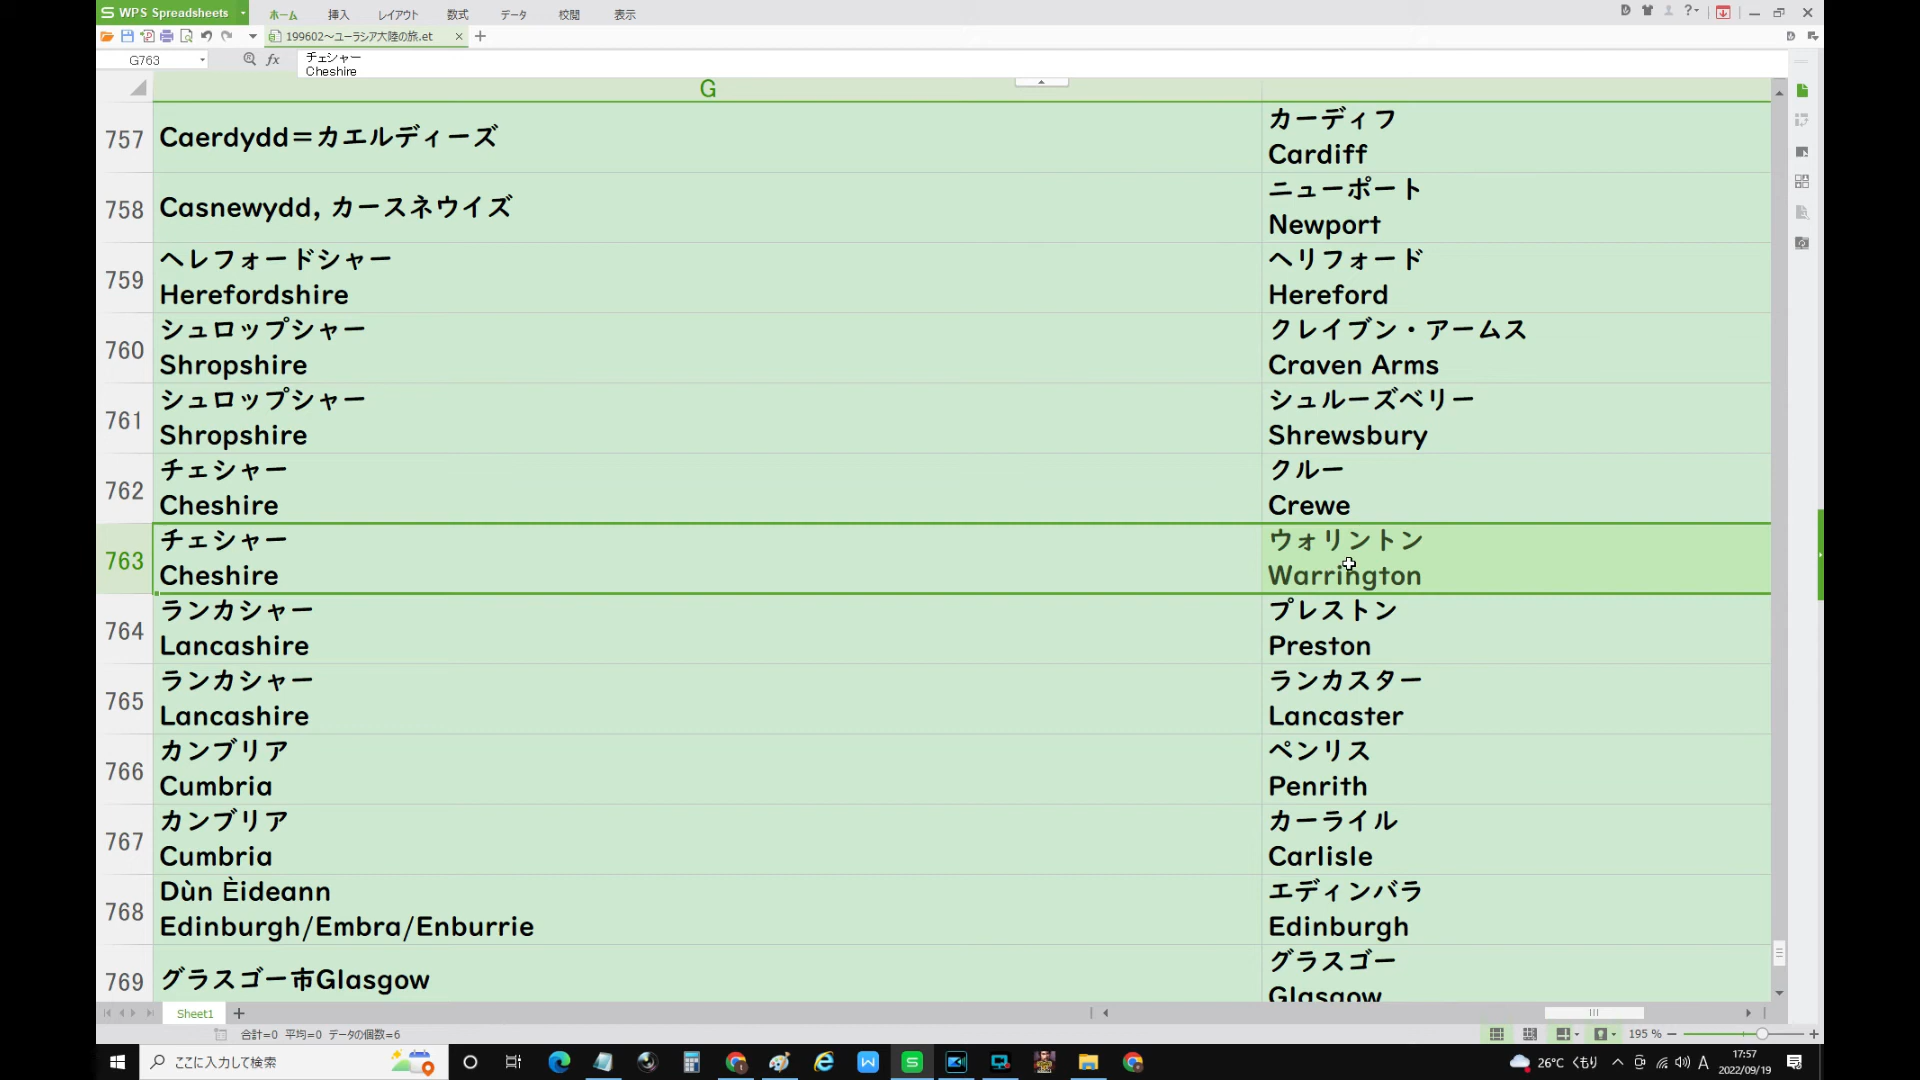 WPS Spreadsheets
ホーム 挿入 レイアウト 数式 データ 校閲 表示
199602～ユーラシア大陸の旅.et
G763
fx
チェシャー
Cheshire
G
757 Caerdydd＝カエルディーズ
カーディフ
Cardiff
758 Casnewydd, カースネウイズ
ニューポート
Newport
759
ヘレフォードシャー
Herefordshire
ヘリフォード
Hereford
760
シュロップシャー
Shropshire
クレイブン・アームス
Craven Arms
761
シュロップシャー
Shropshire
シュルーズベリー
Shrewsbury
762
チェシャー
Cheshire
クルー
Crewe
763
チェシャー
Cheshire
ウォリントン
Warrington
764
ランカシャー
Lancashire
プレストン
Preston
765
ランカシャー
Lancashire
ランカスター
Lancaster
766
カンブリア
Cumbria
ペンリス
Penrith
767
カンブリア
Cumbria
カーライル
Carlisle
768
Dùn Èideann
Edinburgh/Embra/Enburrie
エディンバラ
Edinburgh
769 グラスゴー市Glasgow
グラスゴー
Glasgow
Sheet1
合計=0 平均=0 データの個数=6
195 %
ここに入力して検索
26°C くもり
A
17:57
2022/09/19